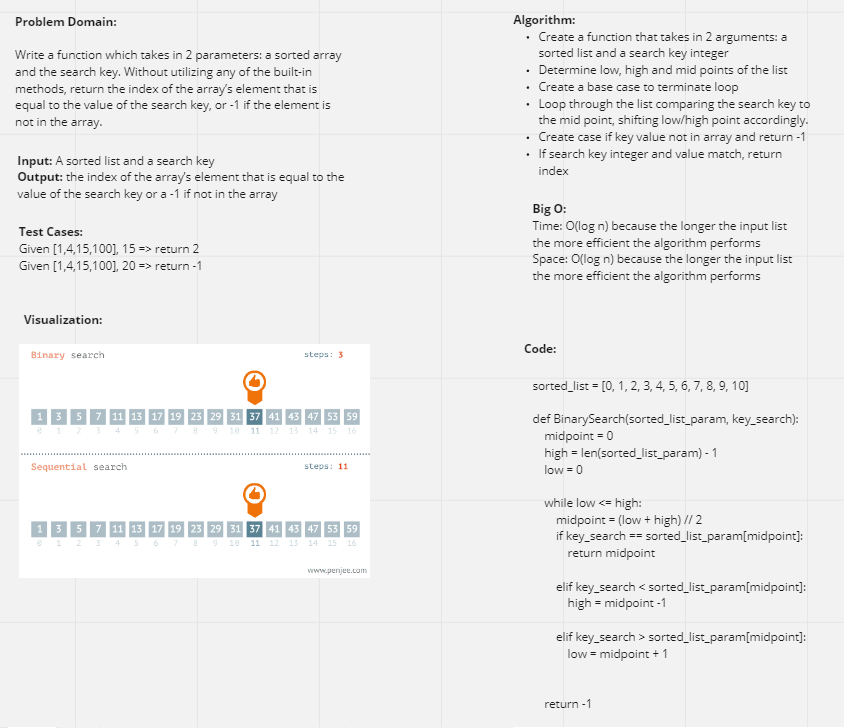 Problem Domain:
Write a function which takes in 2 parameters: a sorted array
and the search key. Without utilizing any of the built-in
methods, return the index of the array's element that is
equal to the value of the search key, or -1 if the element is
not in the array.
Input: A sorted list and a search key
Output: the index of the array's element that is equal to the
value of the search key or a -1 if not in the array
Test Cases:
Given [1,4,15,100], 15 => return 2
Given [1,4,15,100], 20 => return -1
Visualization:
Binary search
steps: 3
1 3 5 7 11 13 17 19 23 29 31 37 41 43 47 53 59
0 1 2 3 4 5 6 7 8 9 10 11 12 13 14 15 16
Sequential search
steps: 11
1 3 5 7 11 13 17 19 23 29 31 37 41 43 47 53 59
0 1 2 3 4 5 6 7 8 9 10 11 12 13 14 15 16
www.penjee.com
Algorithm:
• Create a function that takes in 2 arguments: a
sorted list and a search key integer
• Determine low, high and mid points of the list
• Create a base case to terminate loop
• Loop through the list comparing the search key to
the mid point, shifting low/high point accordingly.
• Create case if key value not in array and return -1
• If search key integer and value match, return
index
Big O:
Time: O(log n) because the longer the input list
the more efficient the algorithm performs
Space: O(log n) because the longer the input list
the more efficient the algorithm performs
Code:
sorted_list = [0, 1, 2, 3, 4, 5, 6, 7, 8, 9, 10]
def BinarySearch(sorted_list_param, key_search):
midpoint = 0
high = len(sorted_list_param) - 1
low = 0
while low <= high:
midpoint = (low + high) // 2
if key_search == sorted_list_param[midpoint]:
return midpoint
elif key_search < sorted_list_param[midpoint]:
high = midpoint -1
elif key_search > sorted_list_param[midpoint]:
low = midpoint + 1
return -1